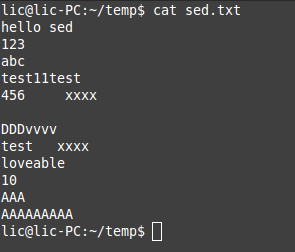 lic@lic-PC:~/temp$ cat sed.txt
hello sed
123
abc
test11test
456     xxxx

DDDvvvv
test   xxxx
loveable
10
AAA
AAAAAAAAA
lic@lic-PC:~/temp$